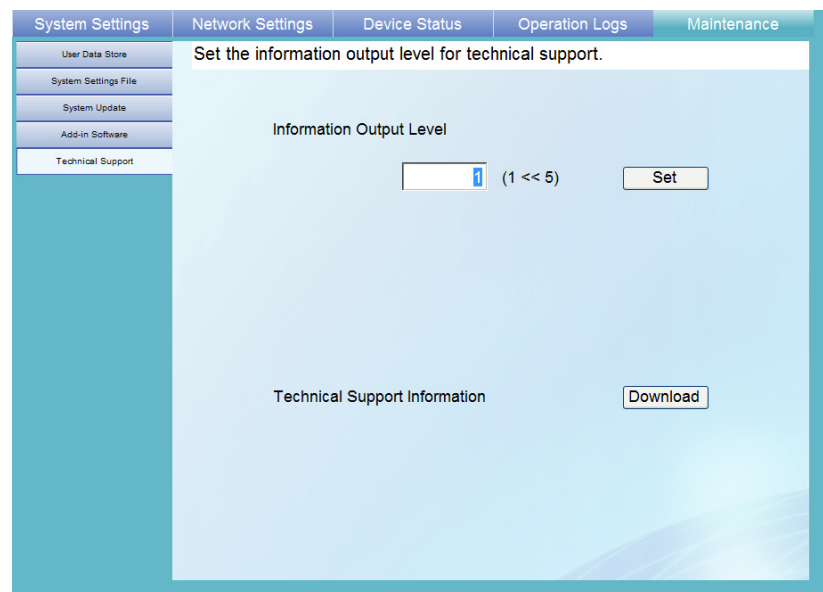 System Settings Network Settings Device Status Operation Logs Maintenance
User Data Store
System Settings File
System Update
Add-in Software
Technical Support
Set the information output level for technical support.
Information Output Level
1 (1 << 5) Set
Technical Support Information Download